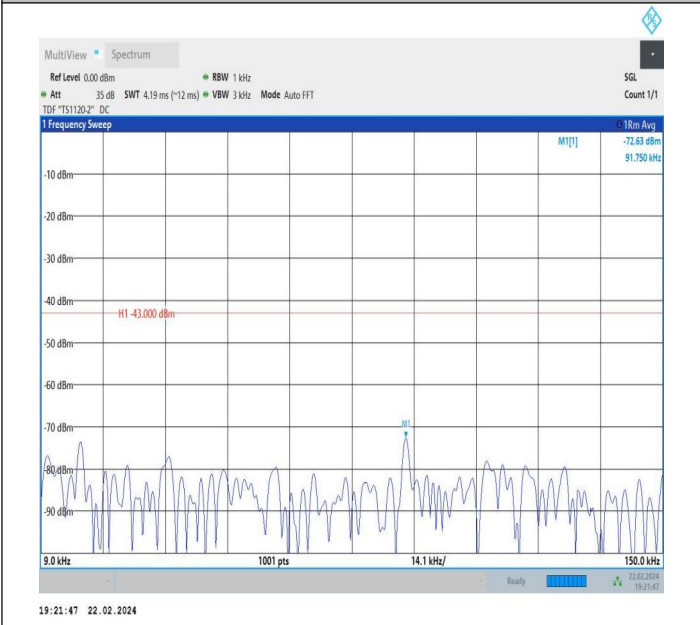 R&S
MultiView Spectrum
Ref Level 0.00 dBm RBW 1 kHz SGL
Att 35 dB SWT 4.19 ms (~12 ms) VBW 3 kHz Mode Auto FFT Count 1/1
TDF "TS1120-2" DC
1 Frequency Sweep 1Rm Avg
M1[1] -72.63 dBm
91.750 kHz
-10 dBm
-20 dBm
-30 dBm
-40 dBm
H1 -43.000 dBm
-50 dBm
-60 dBm
-70 dBm
M1
-80 dBm
-90 dBm
9.0 kHz 1001 pts 14.1 kHz/ 150.0 kHz
Ready 22.02.2024
19:21:47
19:21:47 22.02.2024